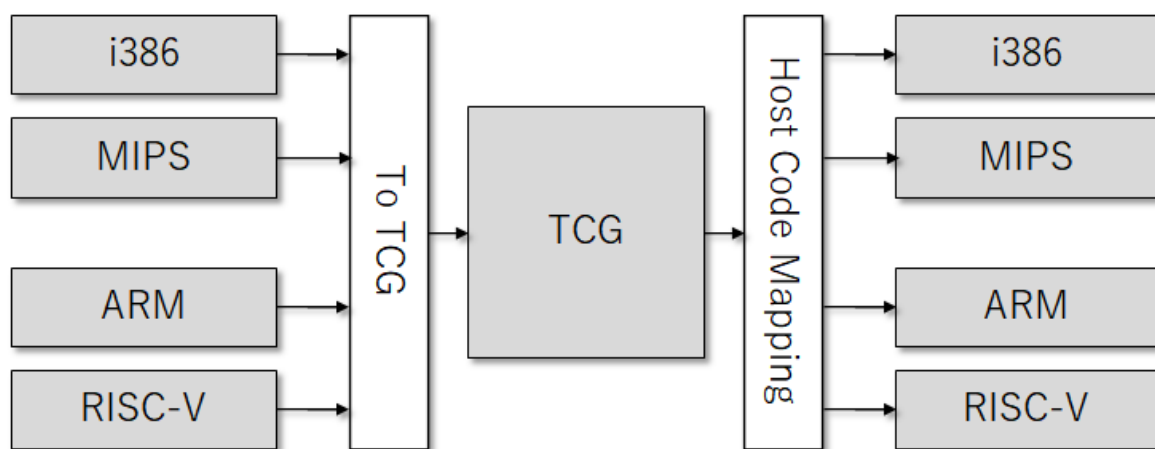 i386
MIPS
ARM
RISC-V
To TCG
TCG
Host Code Mapping
i386
MIPS
ARM
RISC-V